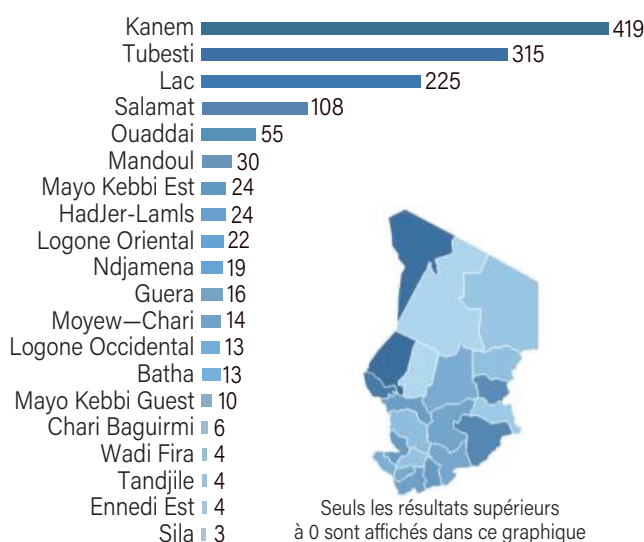 Kanem 419
Tubesti 315
Lac 225
Salamat 108
Ouaddai 55
Mandoul 30
Mayo Kebbi Est 24
HadJer-Lamls 24
Logone Oriental 22
Ndjamena 19
Guera 16
Moyew—Chari 14
Logone Occidental 13
Batha 13
Mayo Kebbi Guest 10
Chari Baguirmi 6
Wadi Fira 4
Tandjile 4
Ennedi Est 4
Sila 3
Seuls les résultats supérieurs
à 0 sont affichés dans ce graphique